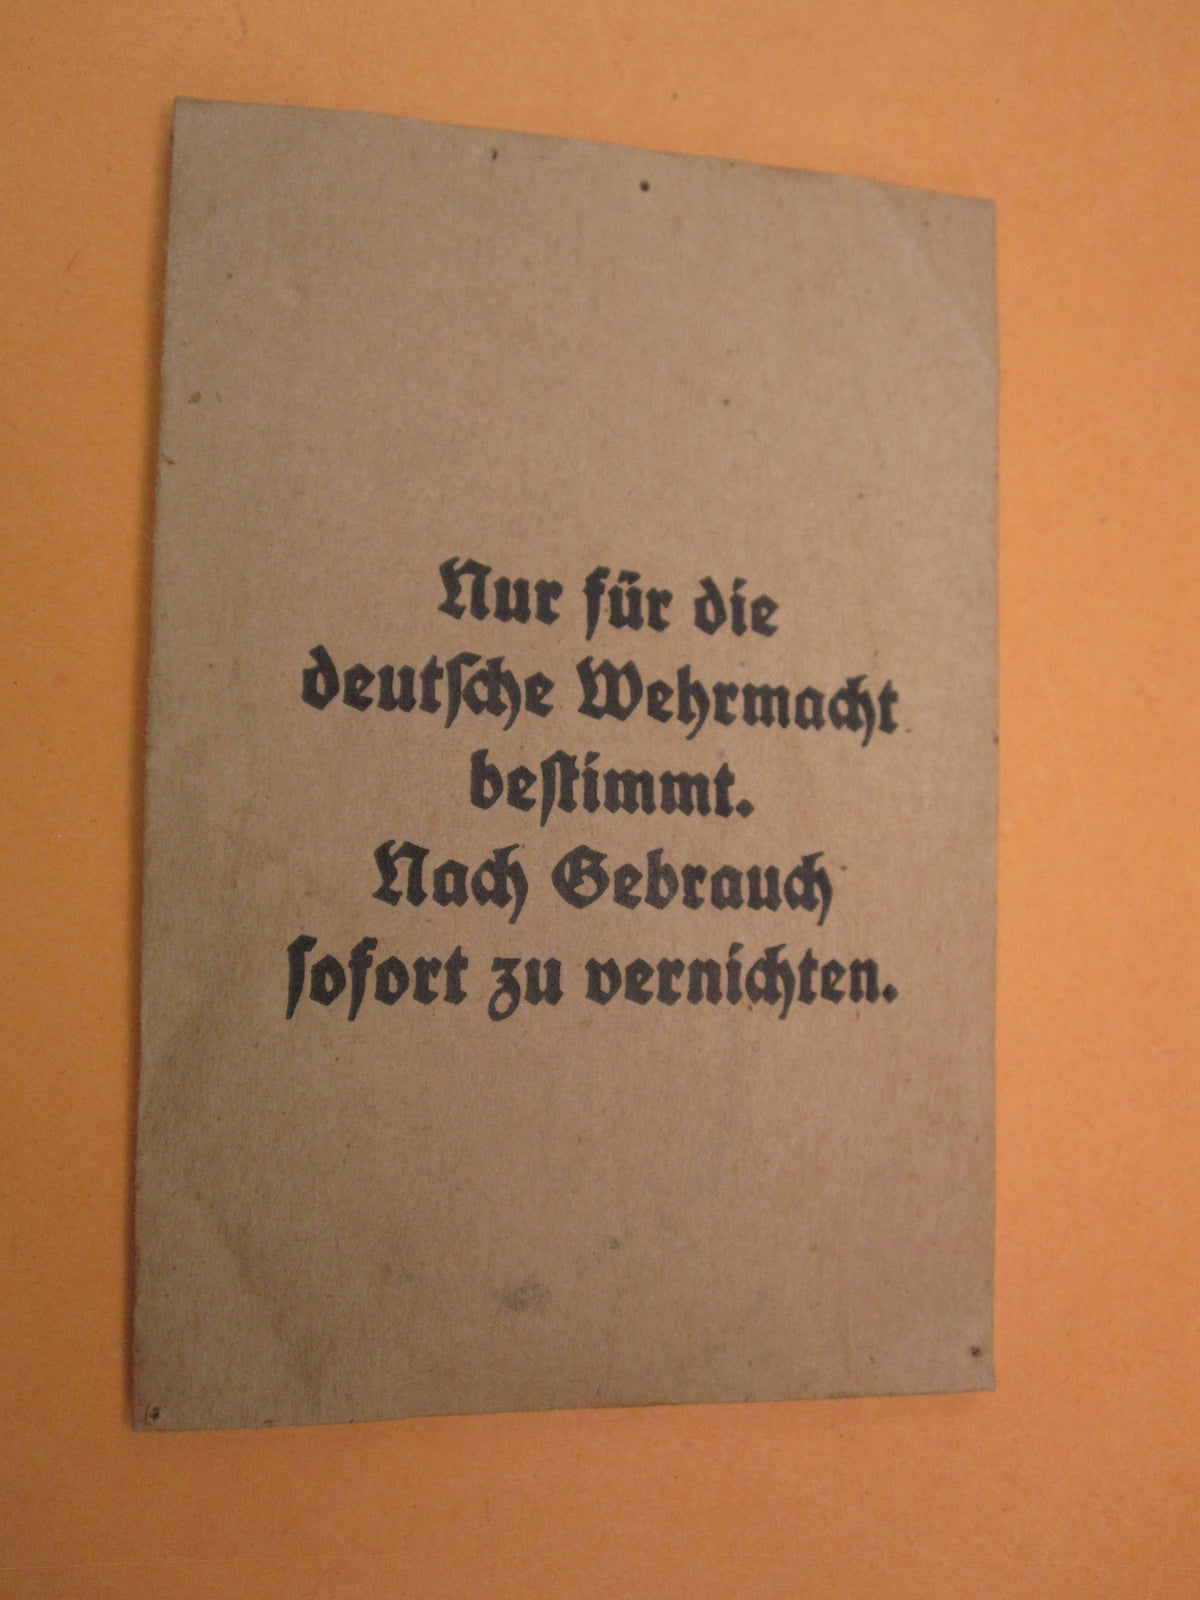 Nur für die
deutsche Wehrmacht
bestimmt.
Nach Gebrauch
sofort zu vernichten.